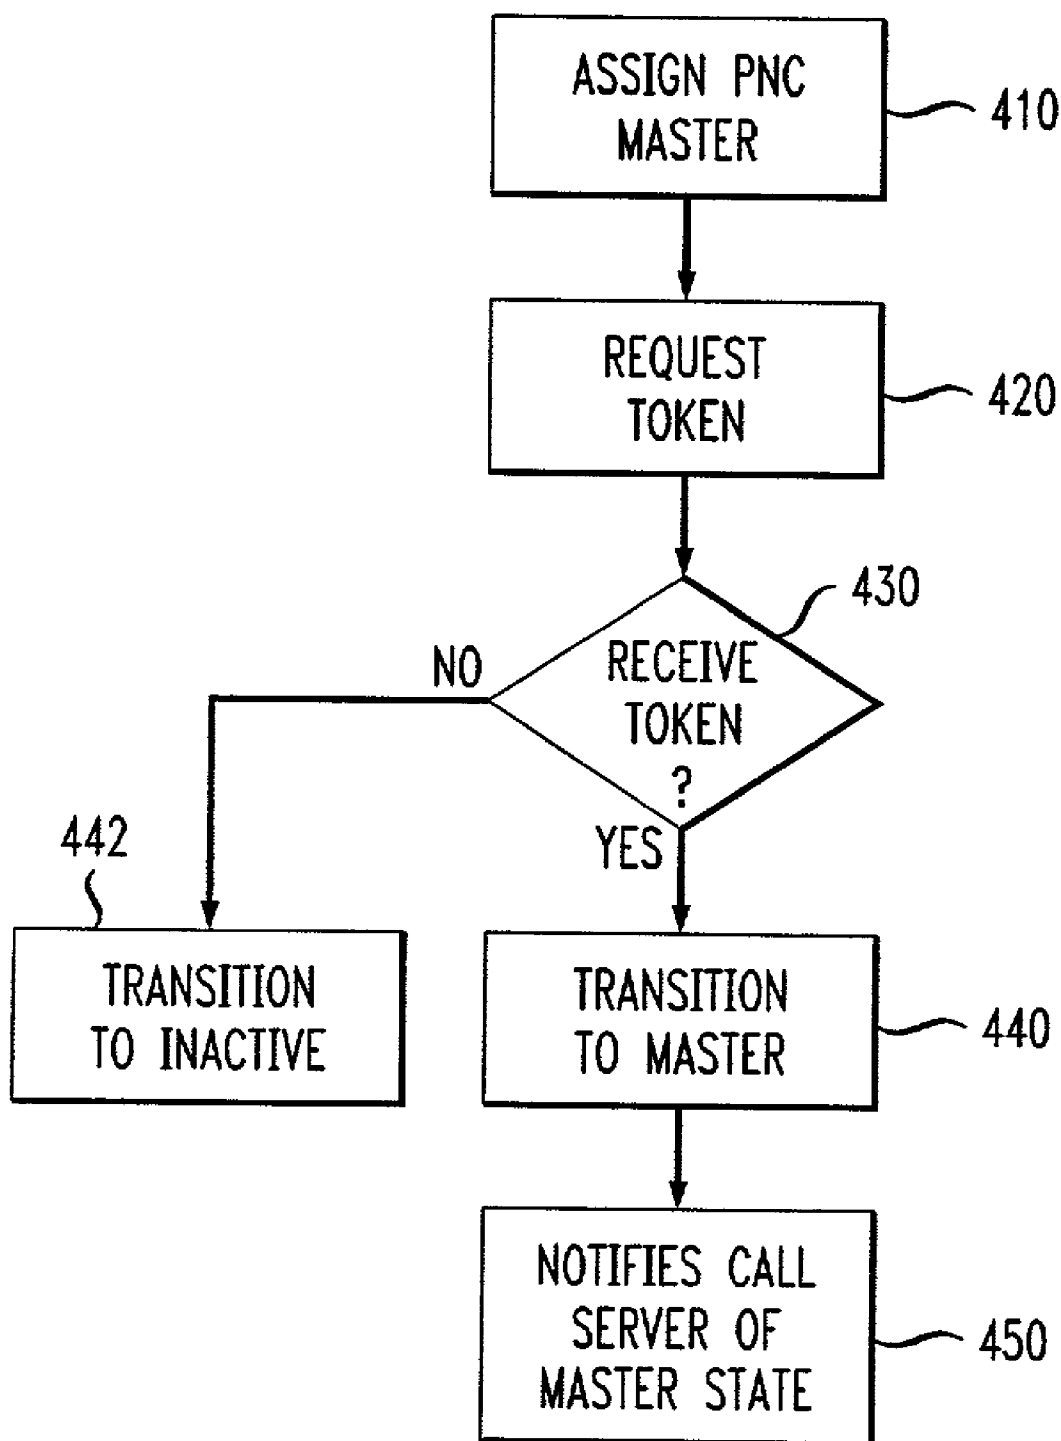 ASSIGN PNC
MASTER
410
REQUEST
TOKEN
420
430
RECEIVE
TOKEN
?
NO
YES
442
TRANSITION
TO INACTIVE
TRANSITION
TO MASTER
440
NOTIFIES CALL
SERVER OF
MASTER STATE
450